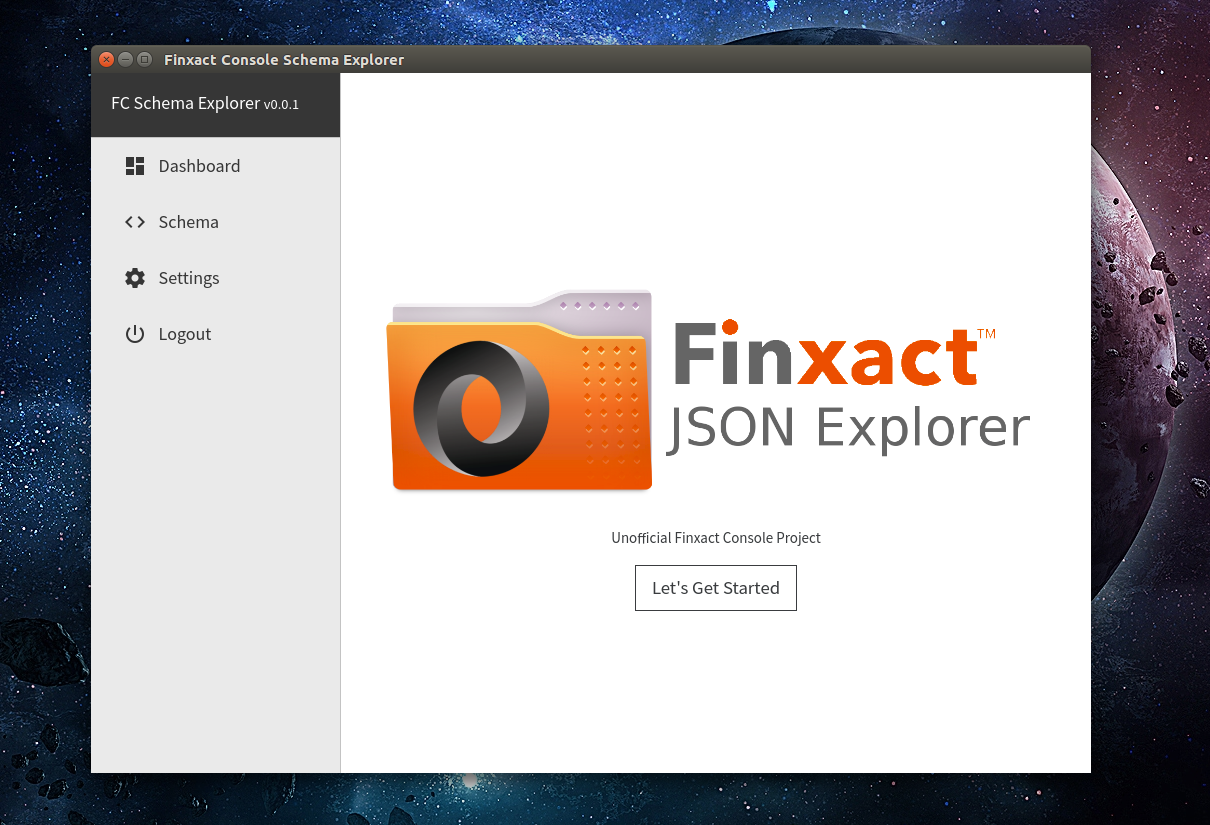 Finxact Console Schema Explorer
FC Schema Explorer v0.0.1
Dashboard
Schema
Settings
Logout
Finxact™
JSON Explorer
Unofficial Finxact Console Project
Let's Get Started